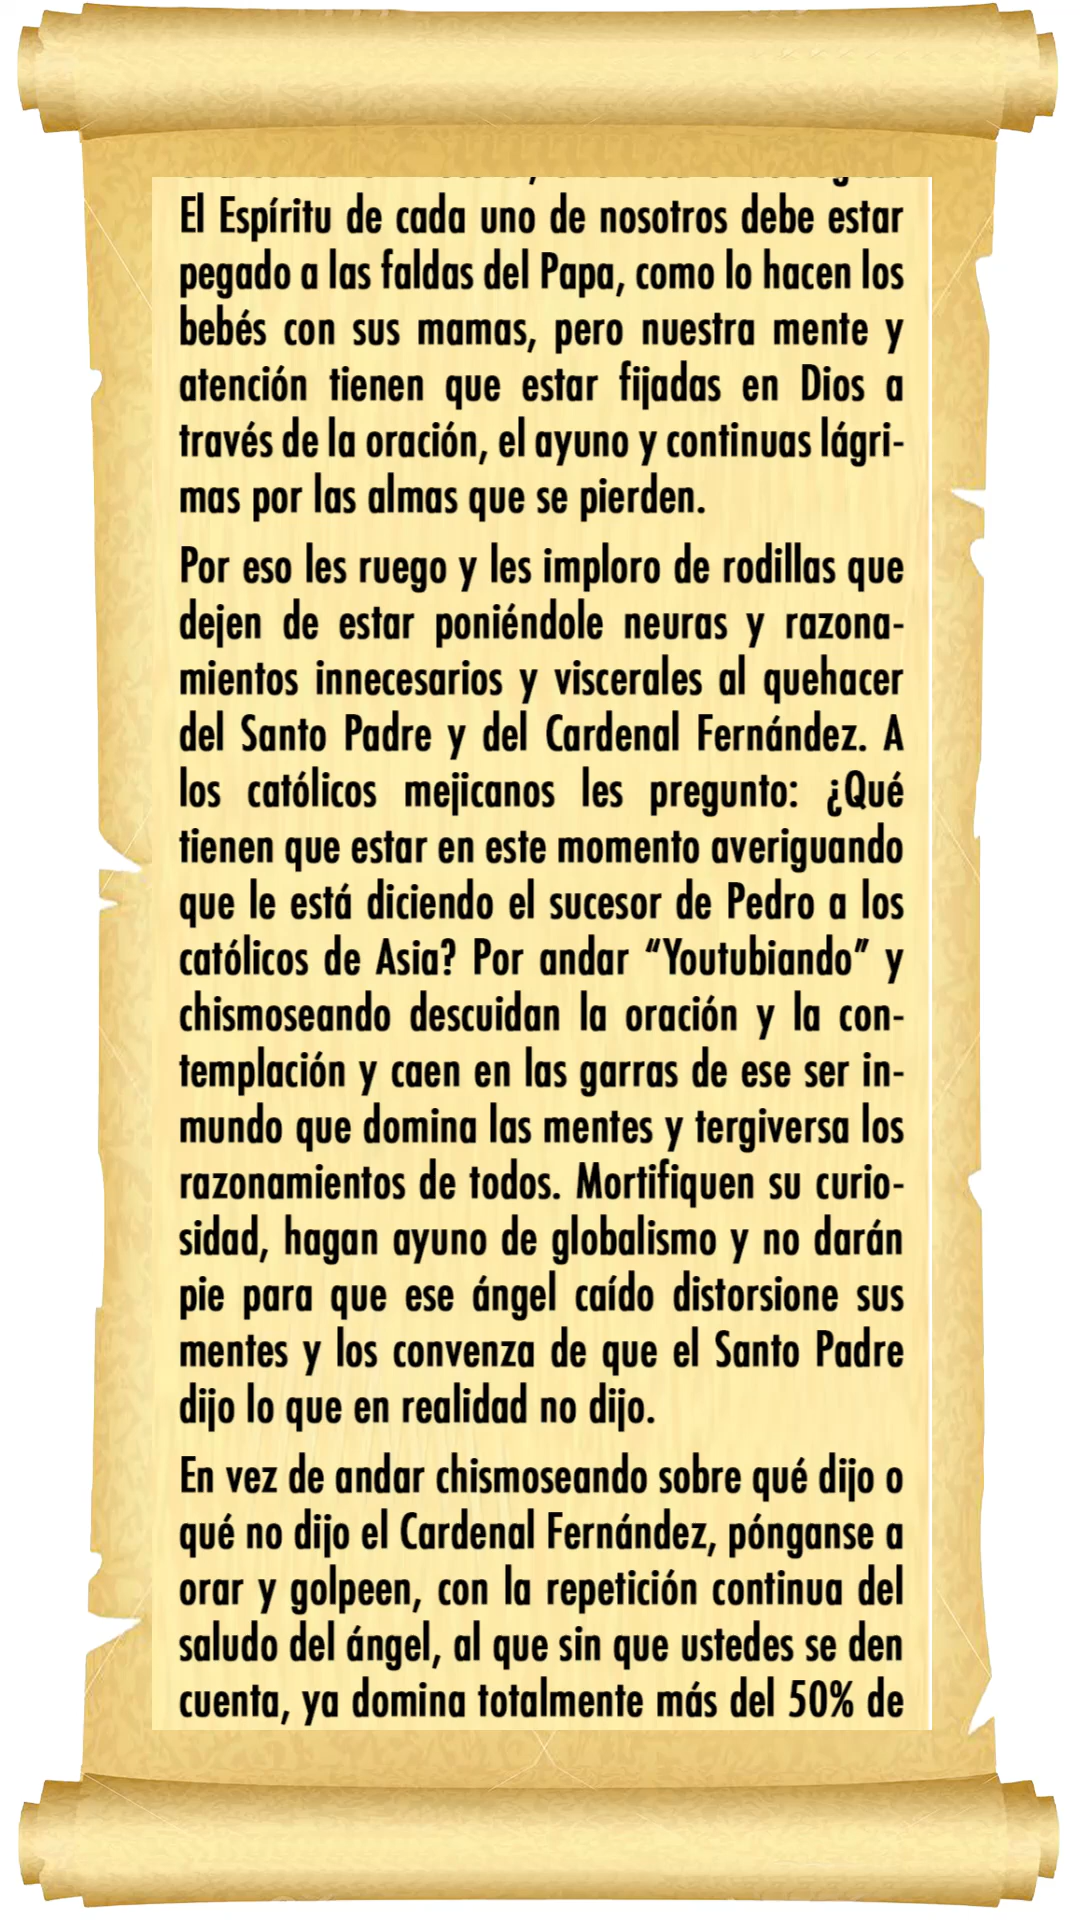 El Espíritu de cada uno de nosotros debe estar
pegado a las faldas del Papa, como lo hacen los
bebés con sus mamas, pero nuestra mente y
atención tienen que estar fijadas en Dios a
través de la oración, el ayuno y continuas lágri-
mas por las almas que se pierden.
Por eso les ruego y les imploro de rodillas que
dejen de estar poniéndole neuras y razona-
mientos innecesarios y viscerales al quehacer
del Santo Padre y del Cardenal Fernández. A
los católicos mejicanos les pregunto: ¿Qué
tienen que estar en este momento averiguando
que le está diciendo el sucesor de Pedro a los
católicos de Asia? Por andar “Youtubiando” y
chismoseando descuidan la oración y la con-
templación y caen en las garras de ese ser in-
mundo que domina las mentes y tergiversa los
razonamientos de todos. Mortifiquen su curio-
sidad, hagan ayuno de globalismo y no darán
pie para que ese ángel caído distorsione sus
mentes y los convenza de que el Santo Padre
dijo lo que en realidad no dijo.
En vez de andar chismoseando sobre qué dijo o
qué no dijo el Cardenal Fernández, pónganse a
orar y golpeen, con la repetición continua del
saludo del ángel, al que sin que ustedes se den
cuenta, ya domina totalmente más del 50% de